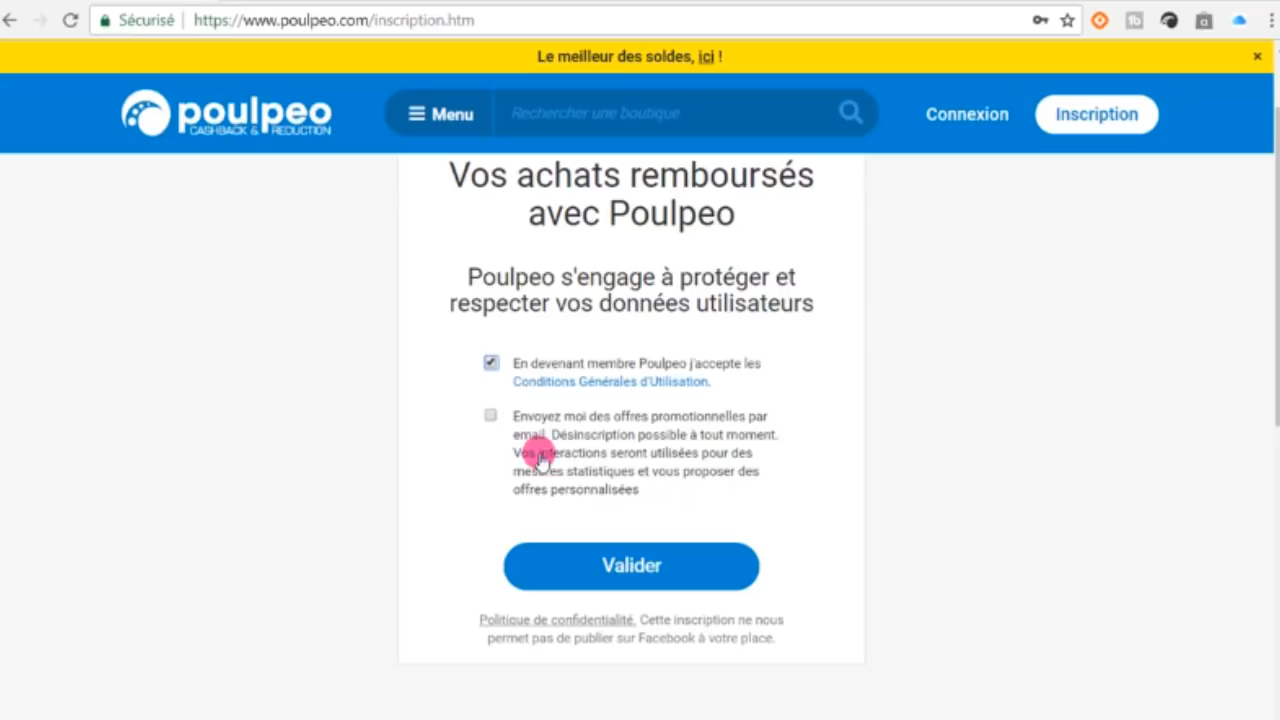 Sécurisé https://www.poulpeo.com/inscription.htm
Le meilleur des soldes, ici !
poulpeo
CASHBACK & REDUCTION
Menu
Rechercher une boutique
Connexion
Inscription
Vos achats remboursés
avec Poulpeo
Poulpeo s'engage à protéger et
respecter vos données utilisateurs
En devenant membre Poulpeo j'accepte les
Conditions Générales d'Utilisation.
Envoyez moi des offres promotionnelles par
email. Désinscription possible à tout moment.
Vos interactions seront utilisées pour des
mesures statistiques et vous proposer des
offres personnalisées
Valider
Politique de confidentialité. Cette inscription ne nous
permet pas de publier sur Facebook à votre place.